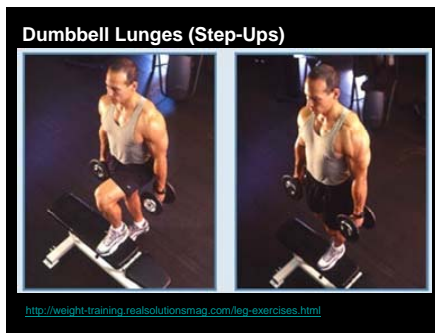 Dumbbell Lunges (Step-Ups)
http://weight-training.realsolutionsmag.com/leg-exercises.html